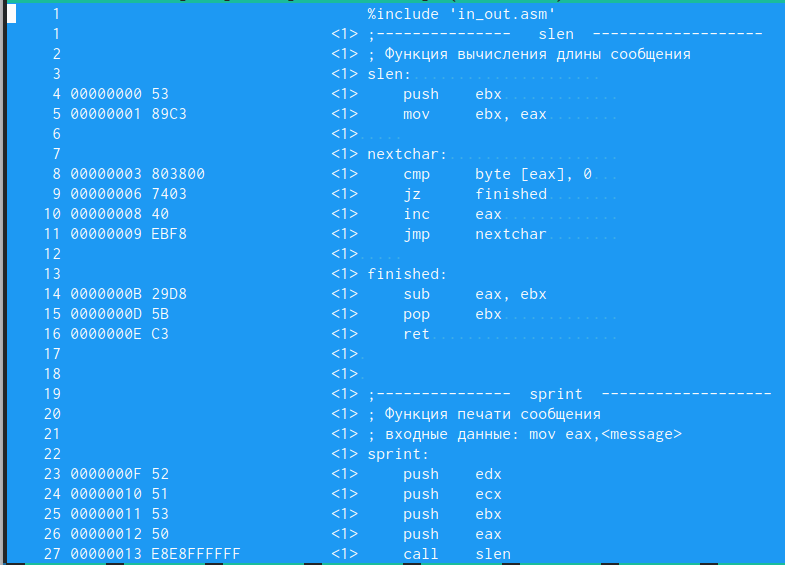 1 %include 'in_out.asm'
1 <1> ;--------------- slen -------------------
2 <1> ; Функция вычисления длины сообщения
3 <1> slen:
4 00000000 53 <1> push ebx
5 00000001 89C3 <1> mov ebx, eax
6 <1>
7 <1> nextchar:
8 00000003 803800 <1> cmp byte [eax], 0
9 00000006 7403 <1> jz finished
10 00000008 40 <1> inc eax
11 00000009 EBF8 <1> jmp nextchar
12 <1>
13 <1> finished:
14 0000000B 29D8 <1> sub eax, ebx
15 0000000D 5B <1> pop ebx
16 0000000E C3 <1> ret
17 <1>
18 <1>
19 <1> ;--------------- sprint -------------------
20 <1> ; Функция печати сообщения
21 <1> ; входные данные: mov eax,<message>
22 <1> sprint:
23 0000000F 52 <1> push edx
24 00000010 51 <1> push ecx
25 00000011 53 <1> push ebx
26 00000012 50 <1> push eax
27 00000013 E8E8FFFFFF <1> call slen